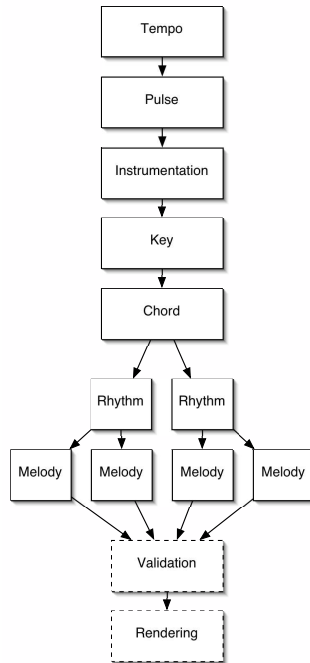 Tempo
Pulse
Instrumentation
Key
Chord
Rhythm Rhythm
Melody Melody Melody Melody
Validation
Rendering